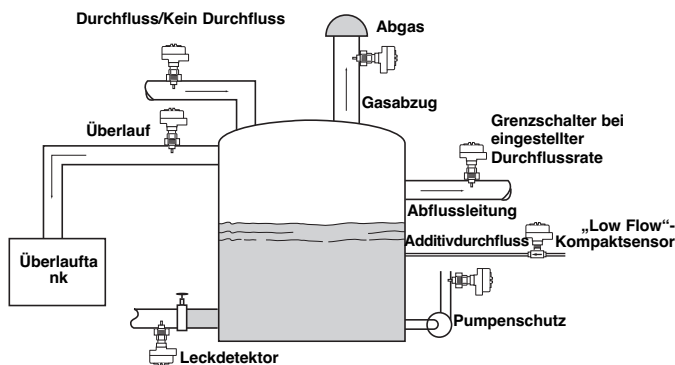 Durchfluss/Kein Durchfluss
Abgas
Gasabzug
Überlauf
Grenzschalter bei
eingestellter
Durchflussrate
Abflussleitung
Additivdurchfluss
„Low Flow“-
Kompaktsensor
Überlaufta
nk
Pumpenschutz
Leckdetektor